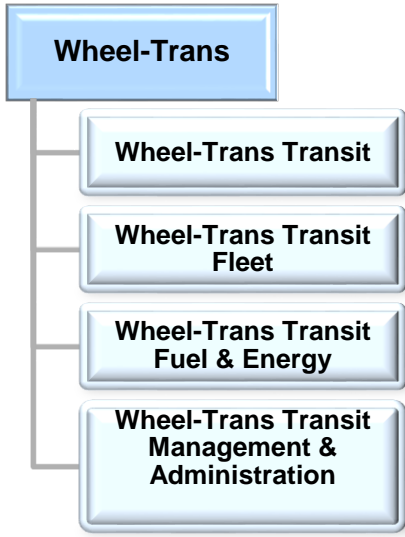 Wheel-Trans
Wheel-Trans Transit
Wheel-Trans Transit
Fleet
Wheel-Trans Transit
Fuel & Energy
Wheel-Trans Transit
Management &
Administration